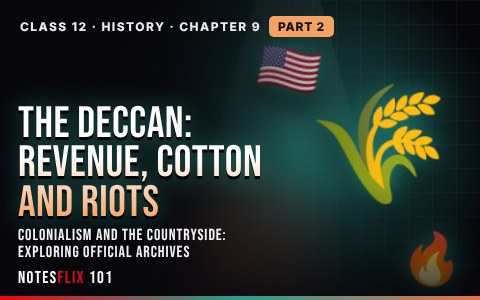 CLASS 12 · HISTORY · CHAPTER 9 PART 2
THE DECCAN:
REVENUE, COTTON
AND RIOTS
COLONIALISM AND THE COUNTRYSIDE:
EXPLORING OFFICIAL ARCHIVES
NOTESFLIX 101